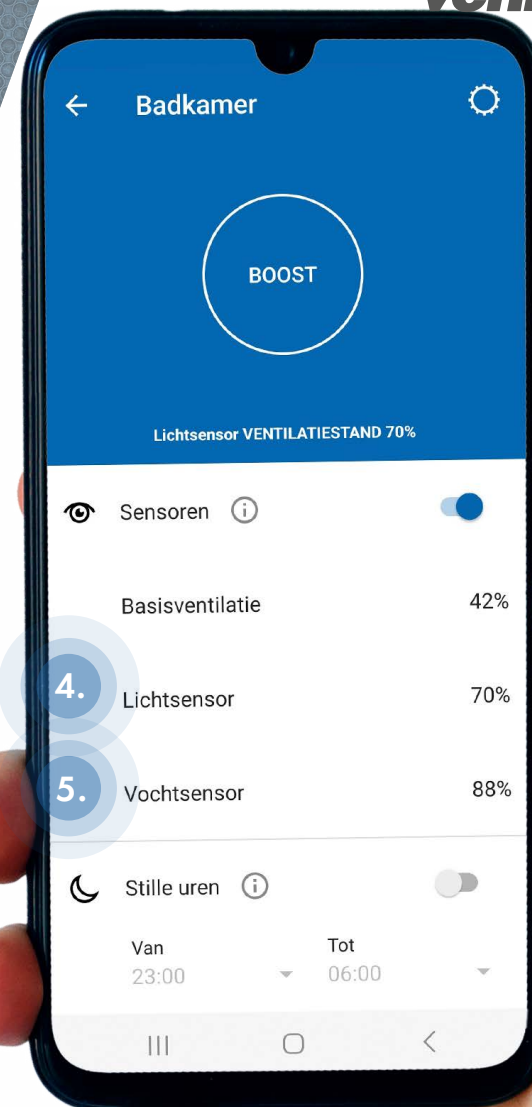 Badkamer
BOOST
Lichtsensor VENTILATIESTAND 70%
Sensoren
Basisventilatie 42%
4. Lichtsensor 70%
5. Vochtsensor 88%
Stille uren
Van Tot
23:00 06:00